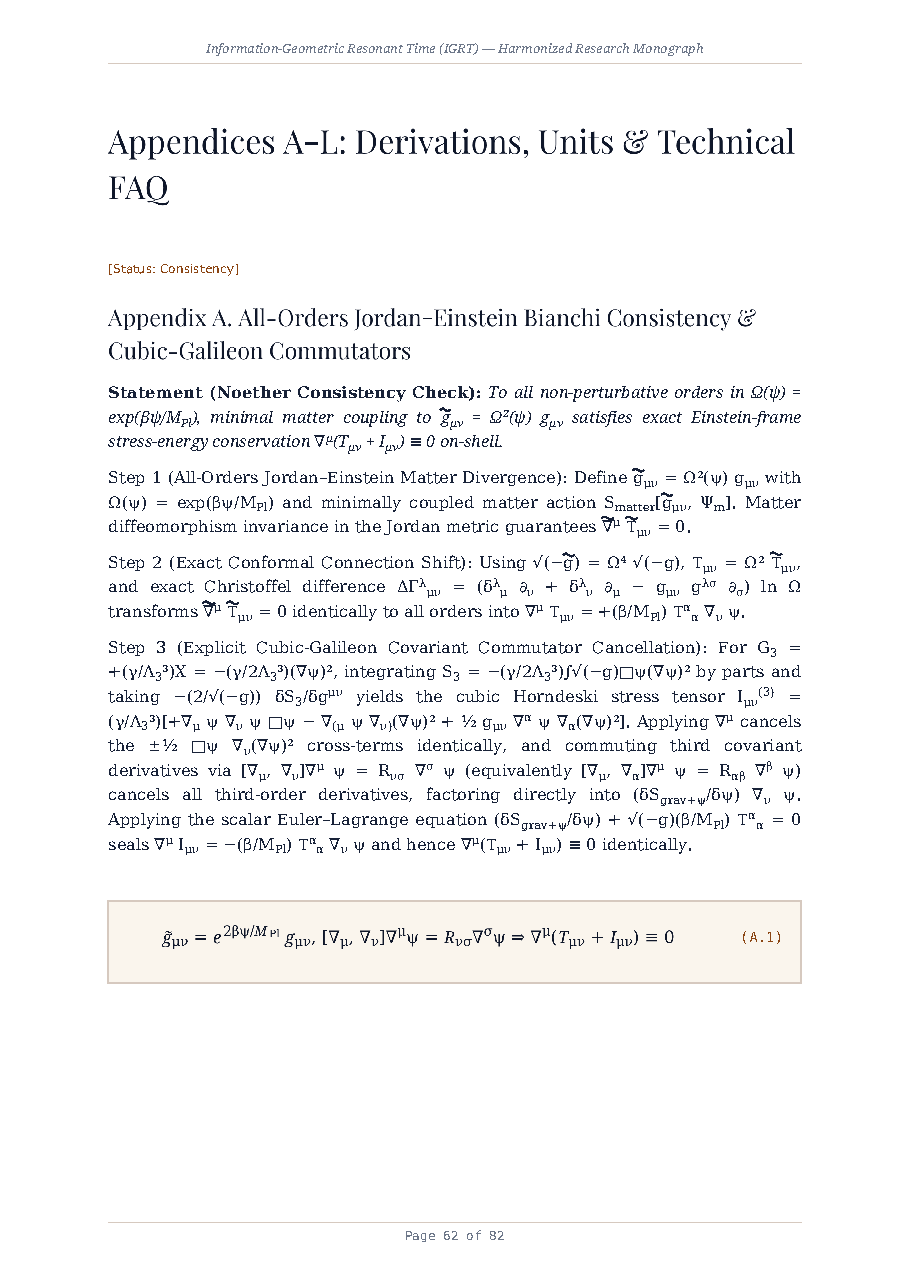 Information-Geometric Resonant Time (IGRT) — Harmonized Research Monograph
Appendices A–L: Derivations, Units & Technical
FAQ
[Status: Consistency]
Appendix A. All-Orders Jordan–Einstein Bianchi Consistency &
Cubic-Galileon Commutators
Statement (Noether Consistency Check): To all non-perturbative orders in Ω(ψ) =
exp(βψ/M_Pl), minimal matter coupling to g̃_μν = Ω²(ψ) g_μν satisfies exact Einstein-frame
stress-energy conservation ∇^μ(T_μν + I_μν) ≡ 0 on-shell.
Step 1 (All-Orders Jordan–Einstein Matter Divergence): Define g̃_μν = Ω²(ψ) g_μν with
Ω(ψ) = exp(βψ/M_Pl) and minimally coupled matter action S_matter[g̃_μν, Ψ_m]. Matter
diffeomorphism invariance in the Jordan metric guarantees ∇̃^μ T̃_μν = 0.
Step 2 (Exact Conformal Connection Shift): Using √(−g̃) = Ω⁴ √(−g), T_μν = Ω² T̃_μν,
and exact Christoffel difference ΔΓ^λ_μν = (δ^λ_μ ∂_ν + δ^λ_ν ∂_μ − g_μν g^λσ ∂_σ) ln Ω
transforms ∇̃^μ T̃_μν = 0 identically to all orders into ∇^μ T_μν = +(β/M_Pl) T^α_α ∇_ν ψ.
Step 3 (Explicit Cubic-Galileon Covariant Commutator Cancellation): For G₃ =
+(γ/Λ₃³)X = −(γ/2Λ₃³)(∇ψ)², integrating S₃ = −(γ/2Λ₃³)∫√(−g)□ψ(∇ψ)² by parts and
taking −(2/√(−g)) δS₃/δg^μν yields the cubic Horndeski stress tensor I_μν^(3) =
(γ/Λ₃³)[+∇_μ ψ ∇_ν ψ □ψ − ∇_(μ ψ ∇_ν)(∇ψ)² + ½ g_μν ∇^α ψ ∇_α(∇ψ)²]. Applying ∇^μ cancels
the ±½ □ψ ∇_ν(∇ψ)² cross-terms identically, and commuting third covariant
derivatives via [∇_μ, ∇_ν]∇^μ ψ = R_νσ ∇^σ ψ (equivalently [∇_μ, ∇_α]∇^μ ψ = R_αβ ∇^β ψ)
cancels all third-order derivatives, factoring directly into (δS_grav+ψ/δψ) ∇_ν ψ.
Applying the scalar Euler–Lagrange equation (δS_grav+ψ/δψ) + √(−g)(β/M_Pl) T^α_α = 0
seals ∇^μ I_μν = −(β/M_Pl) T^α_α ∇_ν ψ and hence ∇^μ(T_μν + I_μν) ≡ 0 identically.
g̃_μν = e^2βψ/M_Pl g_μν, [∇_μ, ∇_ν]∇^μψ = R_νσ∇^σψ ⇒ ∇^μ(T_μν + I_μν) ≡ 0 (A.1)
Page 62 of 82